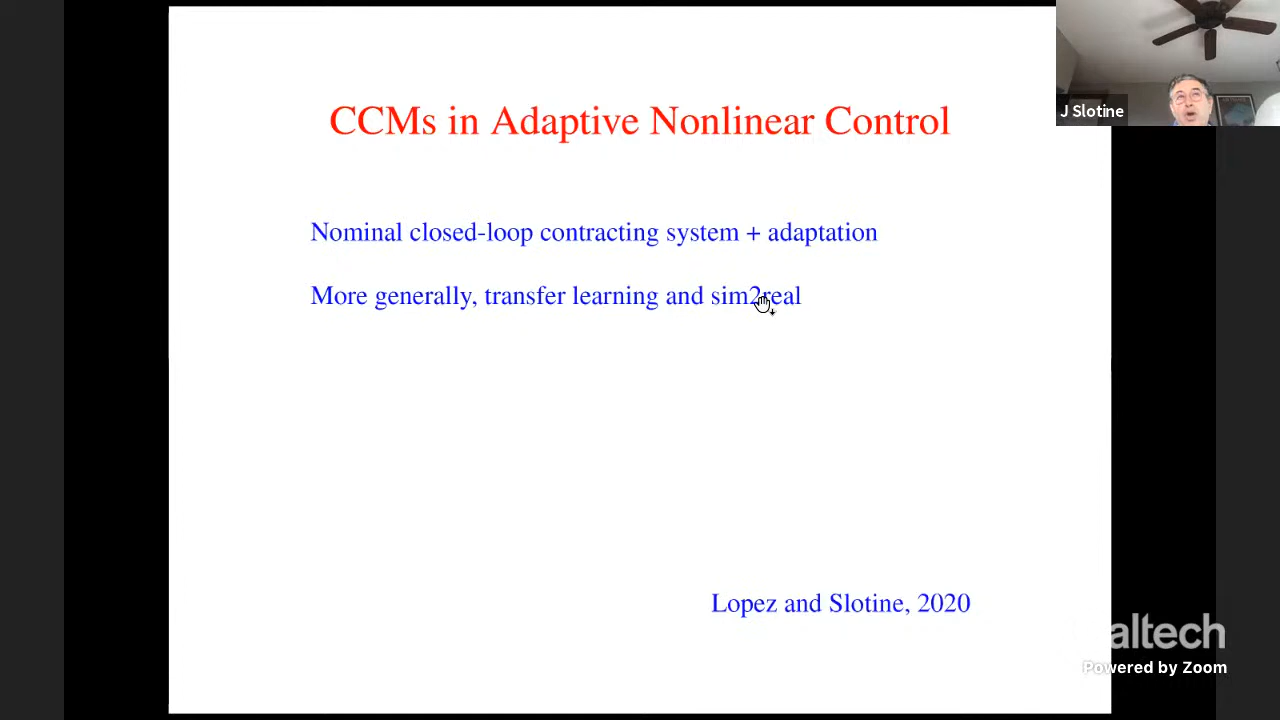 CCMs in Adaptive Nonlinear Control
J Slotine
Nominal closed-loop contracting system + adaptation
More generally, transfer learning and sim2real
Lopez and Slotine, 2020
altech
Powered by Zoom